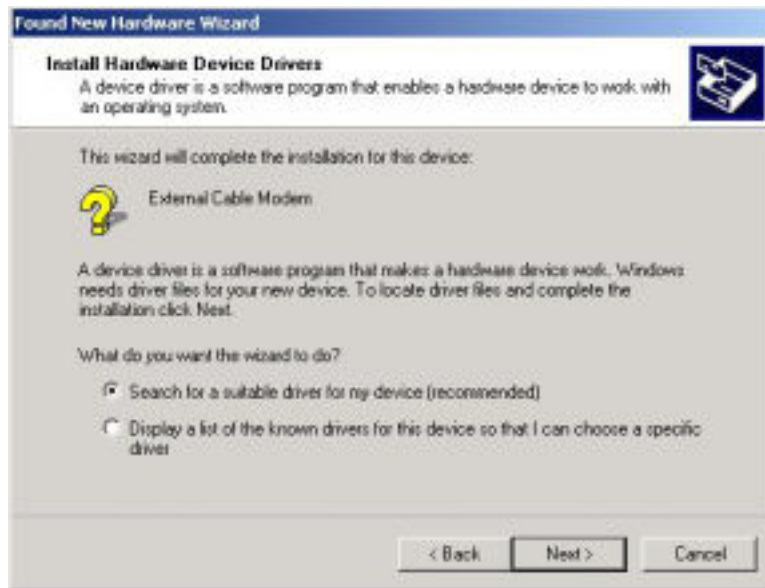 Found New Hardware Wizard
Install Hardware Device Drivers
A device driver is a software program that enables a hardware device to work with
an operating system.
This wizard will complete the installation for this device:
External Cable Modem
A device driver is a software program that makes a hardware device work. Windows
needs driver files for your new device. To locate driver files and complete the
installation click Next.
What do you want the wizard to do?
Search for a suitable driver for my device (recommended)
Display a list of the known drivers for this device so that I can choose a specific
driver
< Back Next > Cancel